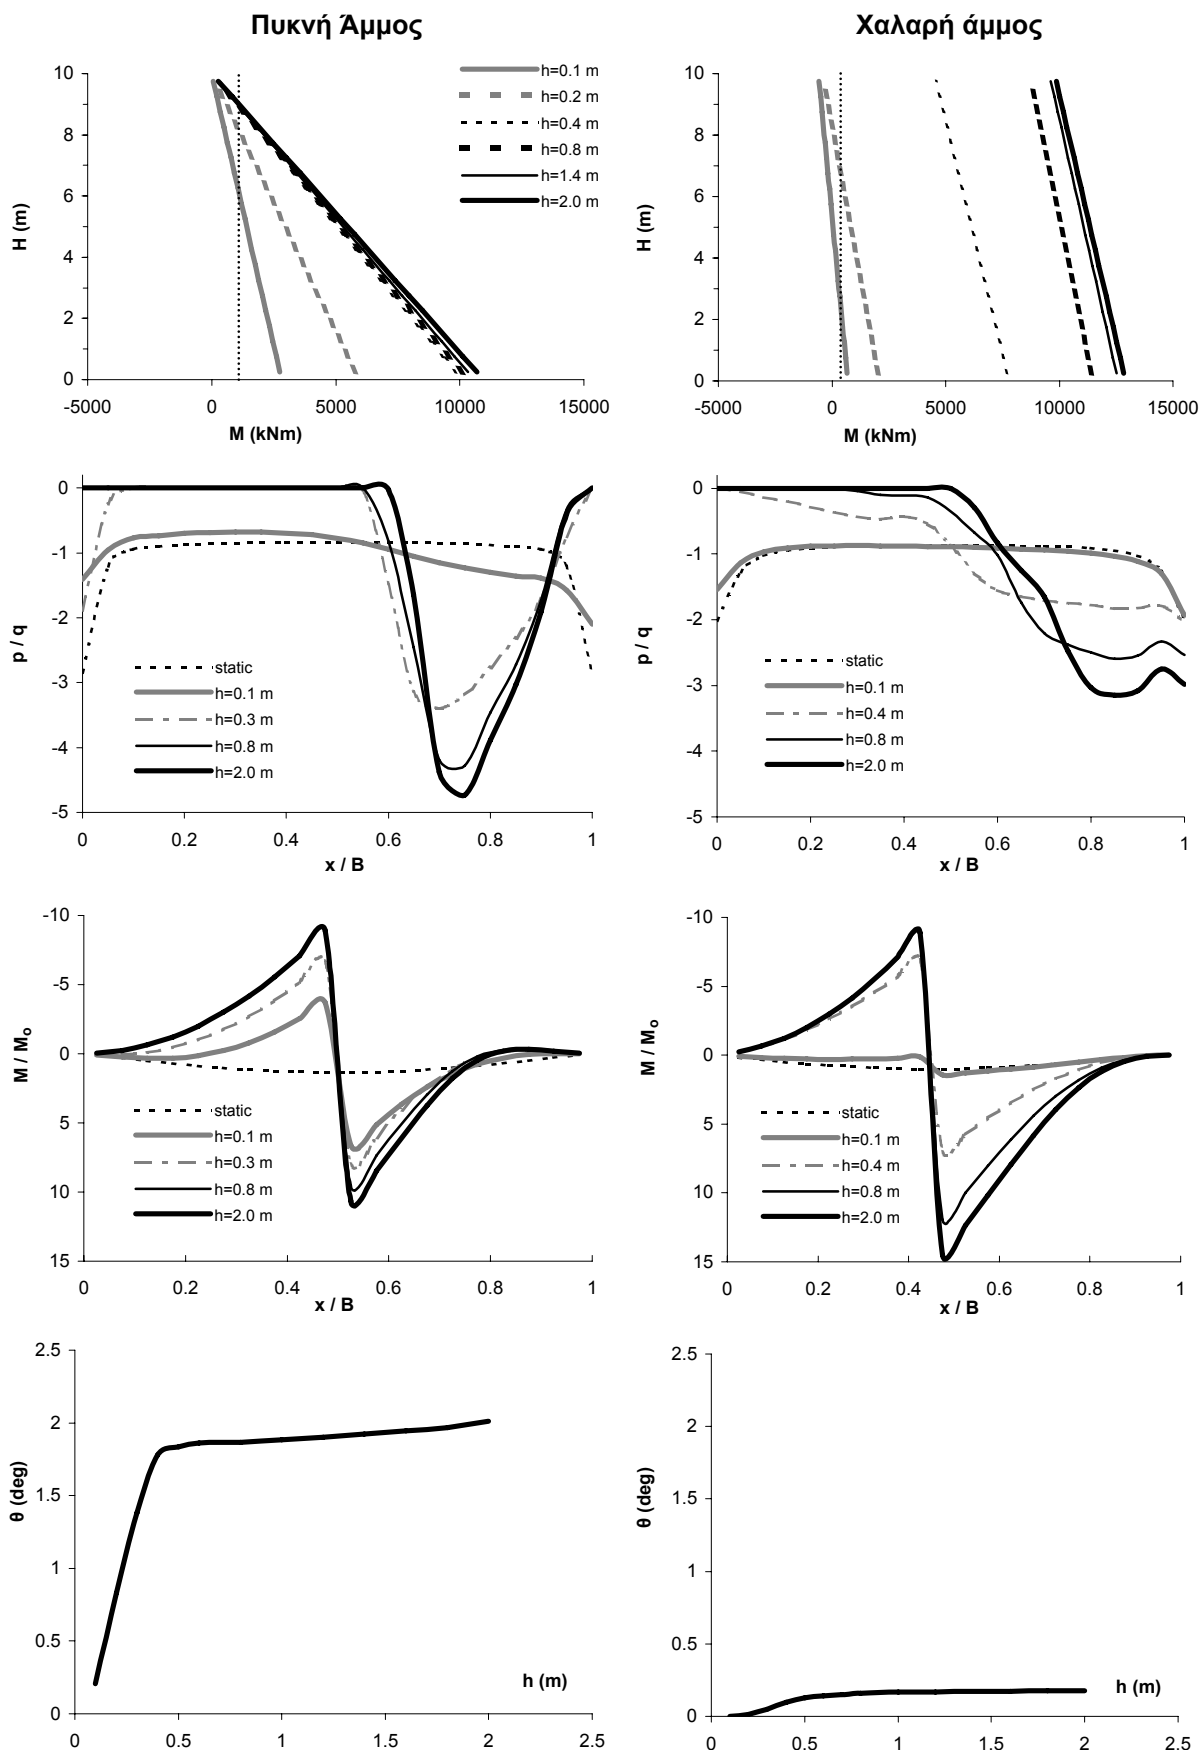 Πυκνή Άμμος
Χαλαρή άμμος
10
8
6
4
2
0
H (m)
-5000
0
5000
10000
15000
M (kNm)
h=0.1 m
h=0.2 m
h=0.4 m
h=0.8 m
h=1.4 m
h=2.0 m
10
8
6
4
2
0
H (m)
-5000
0
5000
10000
15000
M (kNm)
0
-1
-2
-3
-4
-5
p / q
static
h=0.1 m
h=0.3 m
h=0.8 m
h=2.0 m
0
0.2
0.4
0.6
0.8
1
x / B
0
-1
-2
-3
-4
-5
p / q
static
h=0.1 m
h=0.4 m
h=0.8 m
h=2.0 m
0
0.2
0.4
0.6
0.8
1
x / B
-10
-5
0
5
10
15
M / Mo
static
h=0.1 m
h=0.3 m
h=0.8 m
h=2.0 m
0
0.2
0.4
0.6
0.8
1
x / B
-10
-5
0
5
10
15
M / Mo
static
h=0.1 m
h=0.4 m
h=0.8 m
h=2.0 m
0
0.2
0.4
0.6
0.8
1
x / B
2.5
2
1.5
1
0.5
0
θ (deg)
h (m)
0
0.5
1
1.5
2
2.5
2.5
2
1.5
1
0.5
0
θ (deg)
h (m)
0
0.5
1
1.5
2
2.5